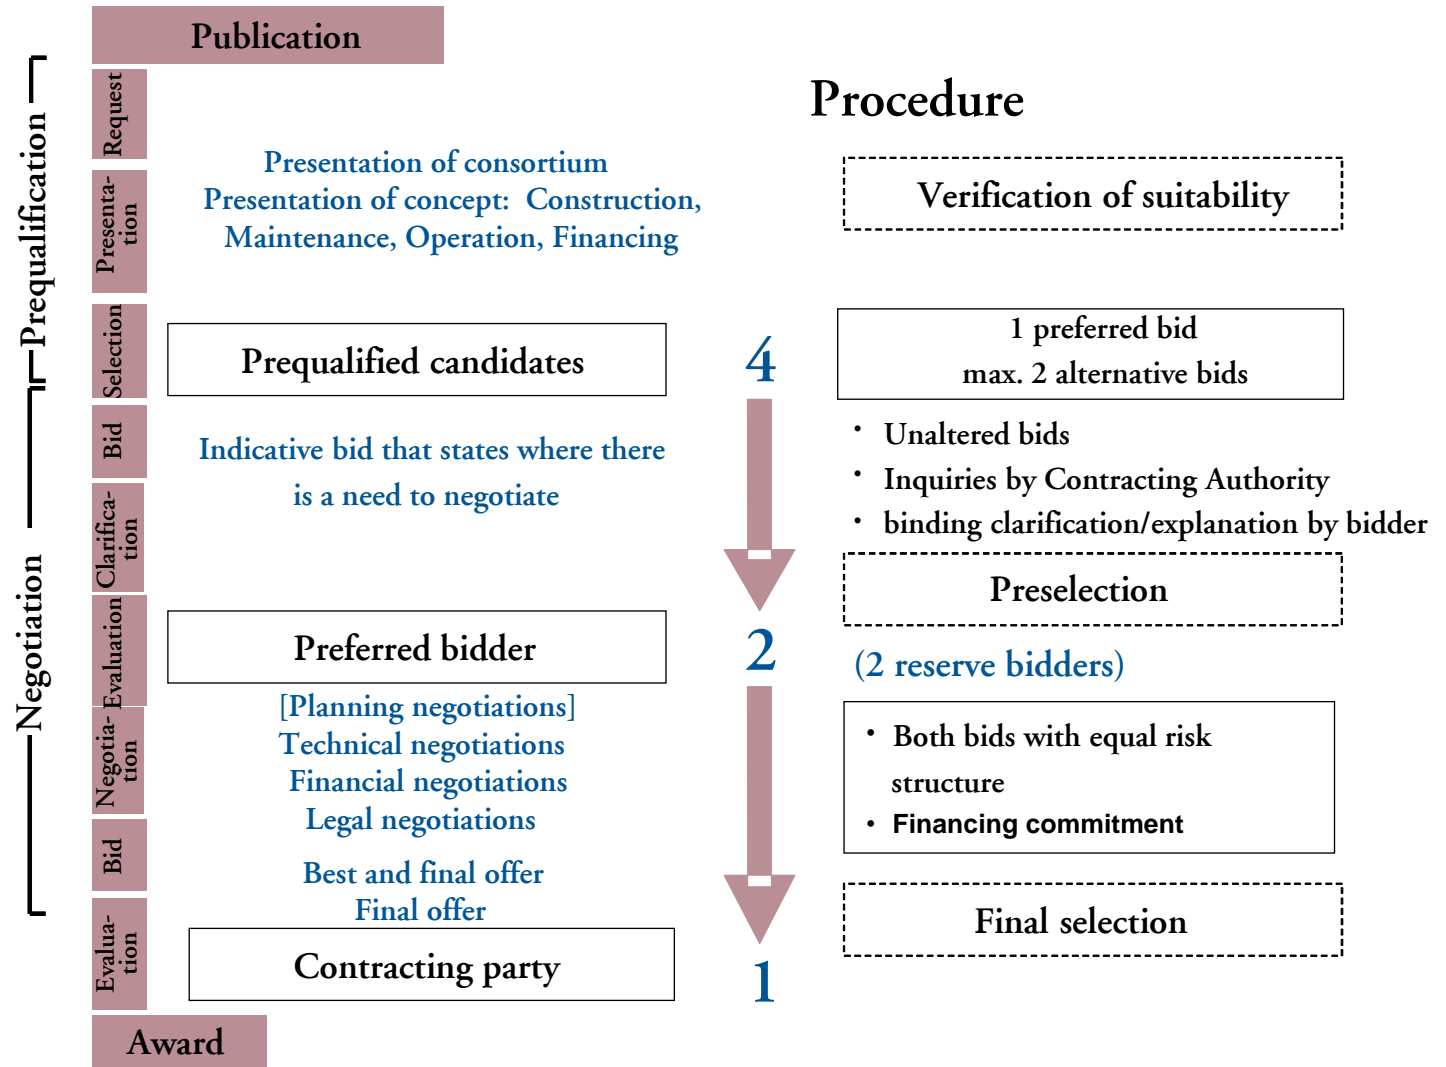 Publication
Procedure
Prequalification
Request
Presenta-
tion
Presentation of consortium
Presentation of concept: Construction,
Maintenance, Operation, Financing
Verification of suitability
Selection
Prequalified candidates
4
1 preferred bid
max. 2 alternative bids
Negotiation
Bid
Indicative bid that states where there
is a need to negotiate
• Unaltered bids
• Inquiries by Contracting Authority
• binding clarification/explanation by bidder
Clarifica-
tion
Preselection
Evaluation
Preferred bidder
2
(2 reserve bidders)
Negotia-
tion
[Planning negotiations]
Technical negotiations
Financial negotiations
Legal negotiations
• Both bids with equal risk
structure
• Financing commitment
Bid
Best and final offer
Final offer
Final selection
Evalua-
tion
Contracting party
1
Award